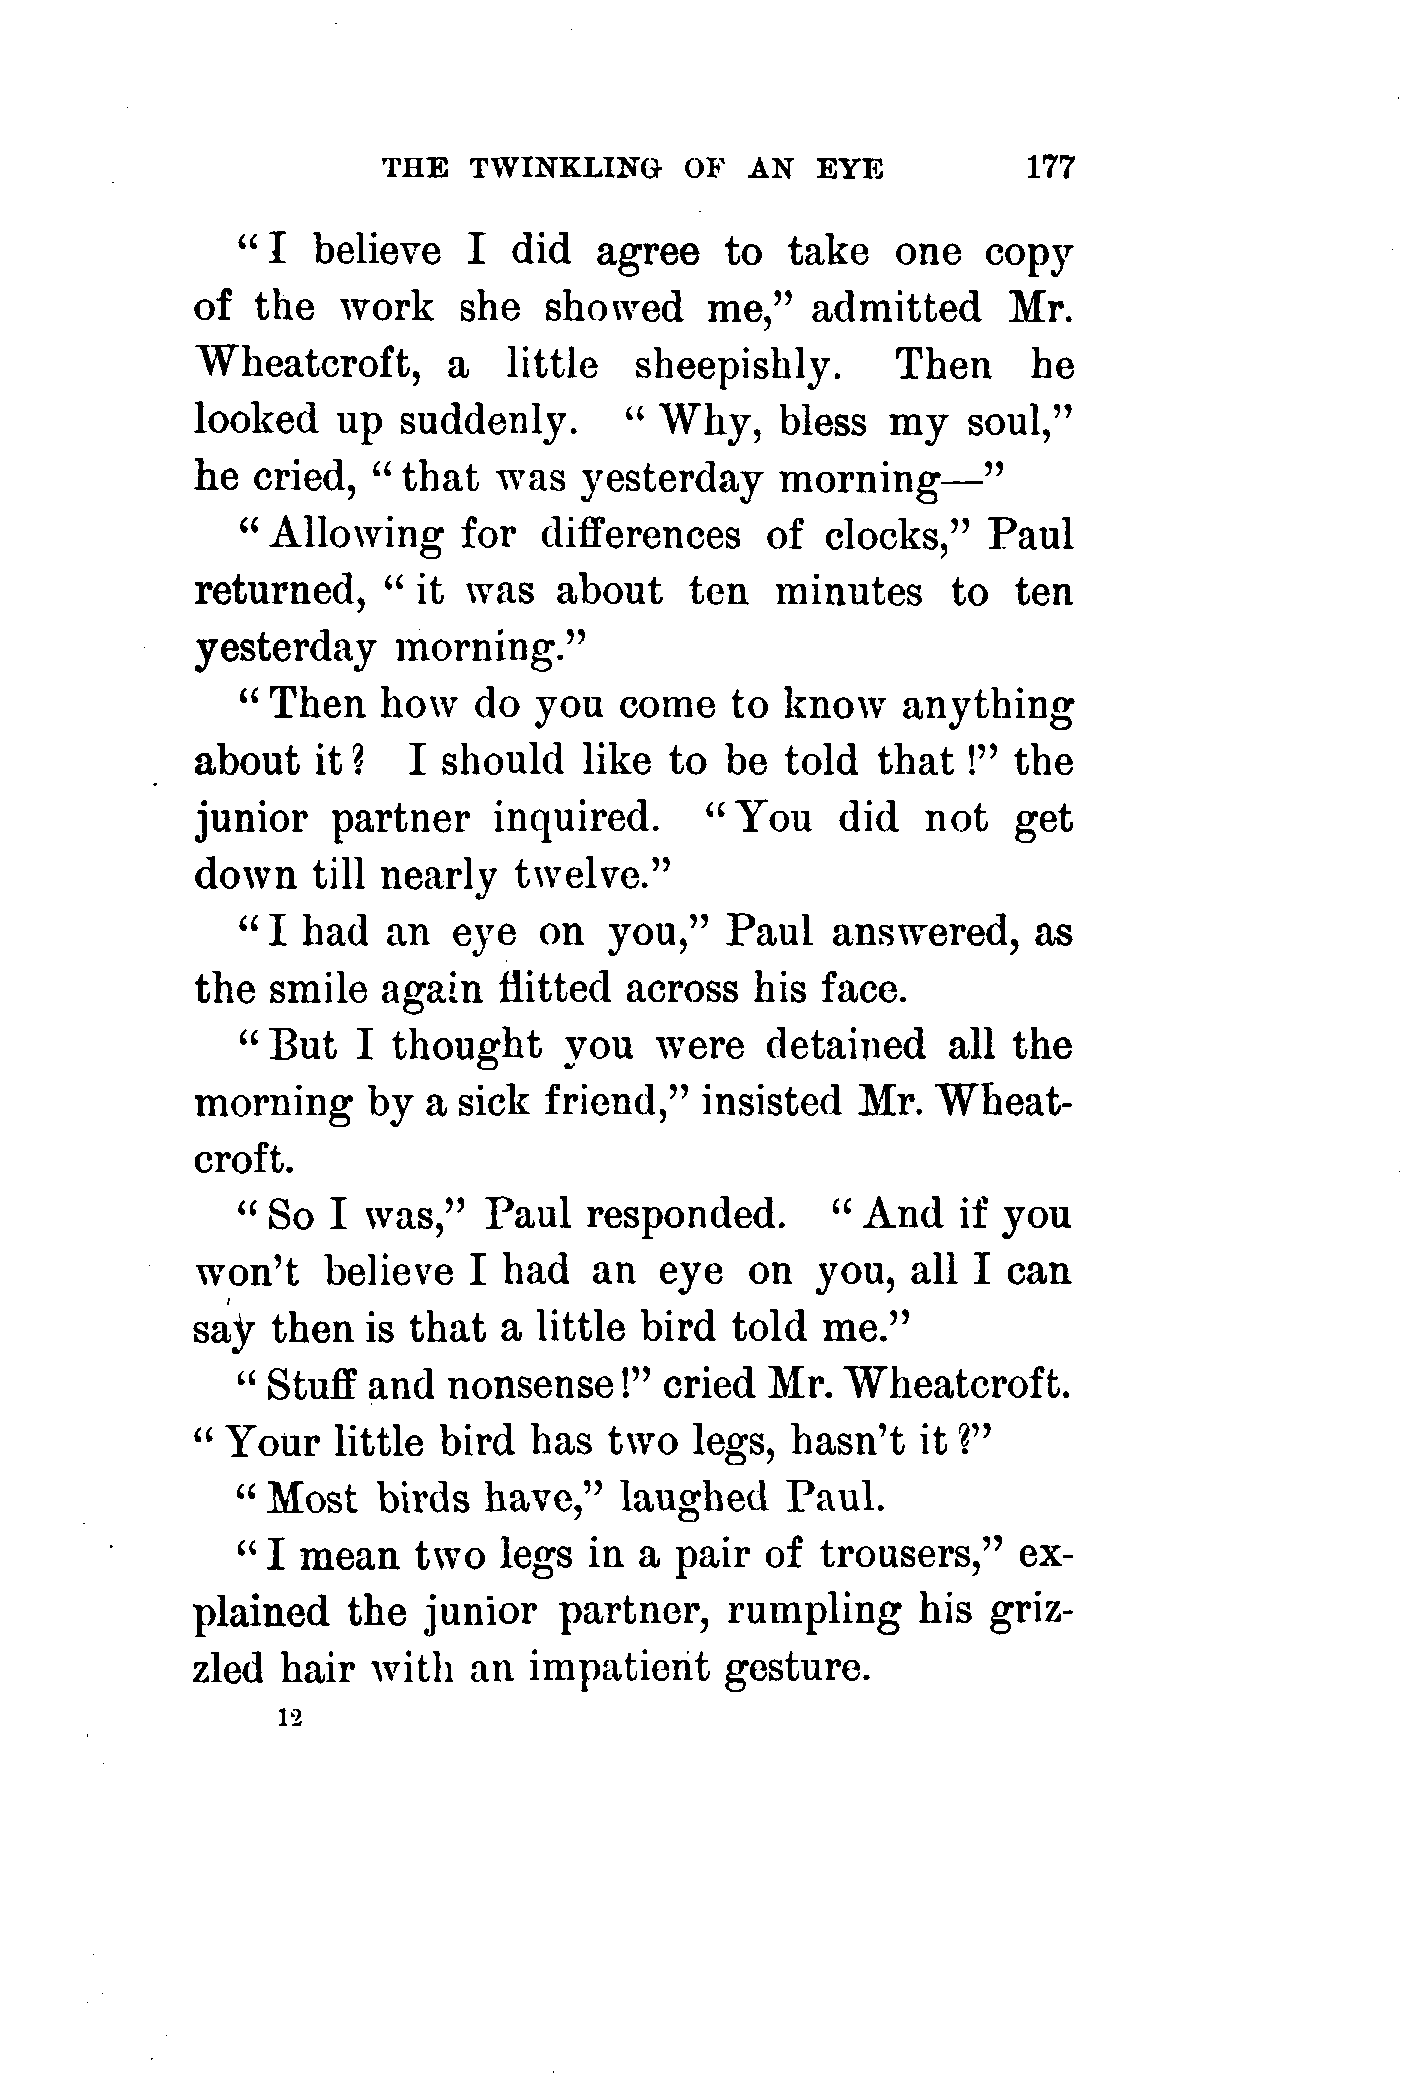 THE TWINKLING OF AN EYE 177
“I believe I did agree to take one copy
of the work she showed me,” admitted Mr.
Wheatcroft, a little sheepishly. Then he
looked up suddenly. “Why, bless my soul,”
he cried, “that was yesterday morning—”
“Allowing for differences of clocks,” Paul
returned, “it was about ten minutes to ten
yesterday morning.”
“Then how do you come to know anything
about it? I should like to be told that!” the
junior partner inquired. “You did not get
down till nearly twelve.”
“I had an eye on you,” Paul answered, as
the smile again flitted across his face.
“But I thought you were detained all the
morning by a sick friend,” insisted Mr. Wheat-
croft.
“So I was,” Paul responded. “And if you
won’t believe I had an eye on you, all I can
say then is that a little bird told me.”
“Stuff and nonsense!” cried Mr. Wheatcroft.
“Your little bird has two legs, hasn’t it?”
“Most birds have,” laughed Paul.
“I mean two legs in a pair of trousers,” ex-
plained the junior partner, rumpling his griz-
zled hair with an impatient gesture.
12